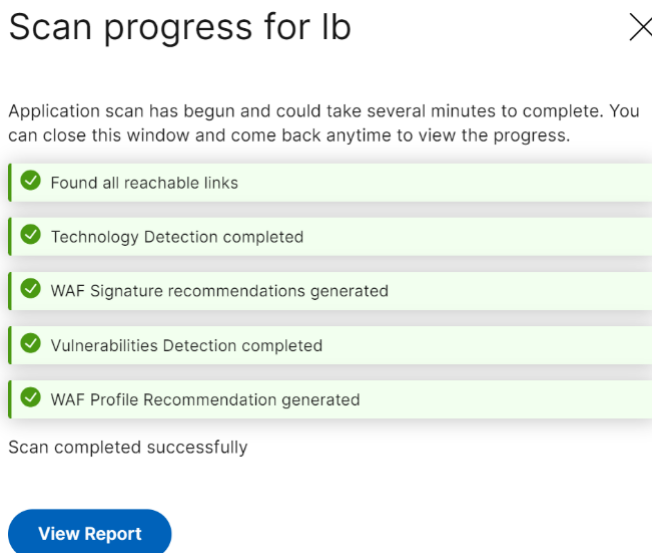 Scan progress for lb
Application scan has begun and could take several minutes to complete. You
can close this window and come back anytime to view the progress.
Found all reachable links
Technology Detection completed
WAF Signature recommendations generated
Vulnerabilities Detection completed
WAF Profile Recommendation generated
Scan completed successfully
View Report